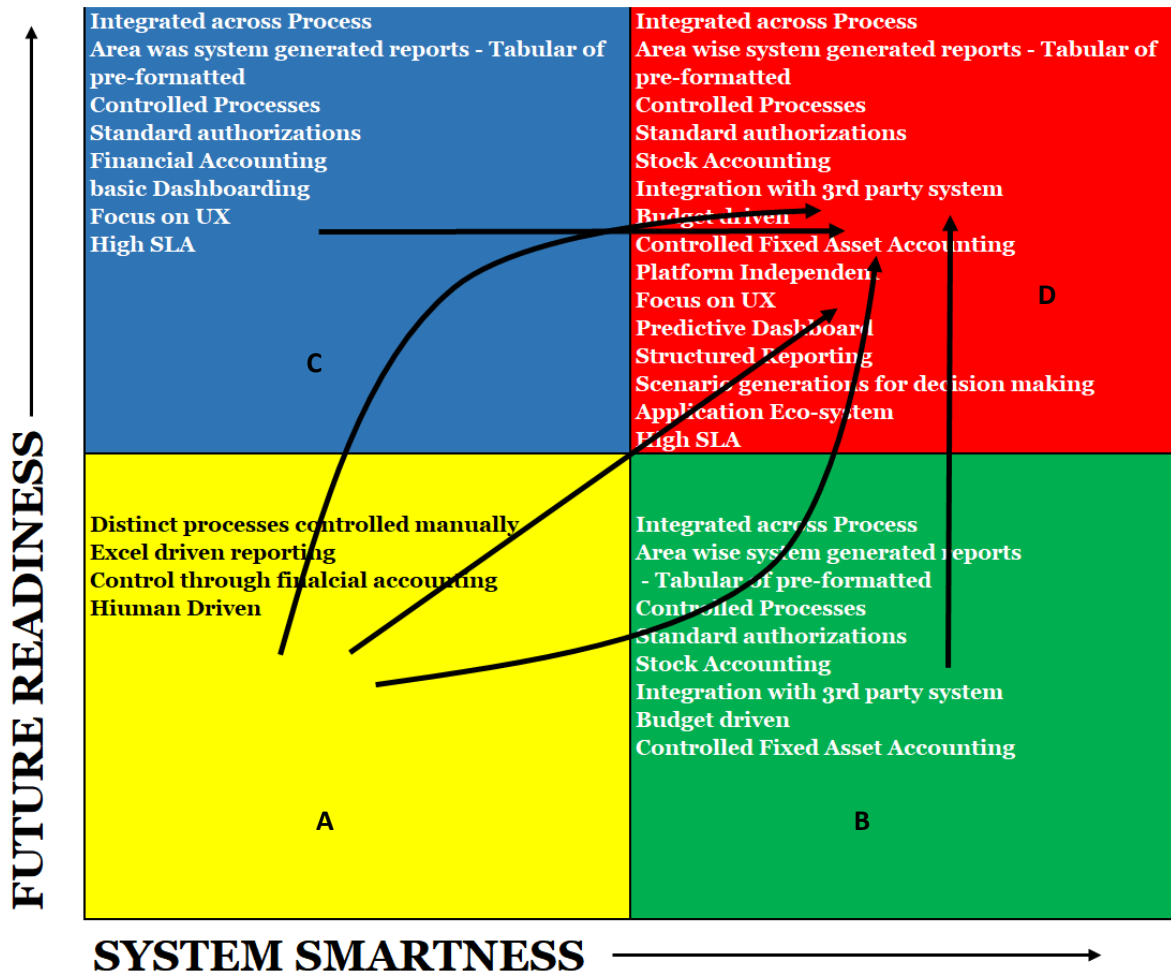 FUTURE READINESS
Integrated across Process
Area was system generated reports - Tabular of
pre-formatted
Controlled Processes
Standard authorizations
Financial Accounting
basic Dashboarding
Focus on UX
High SLA
C
Integrated across Process
Area wise system generated reports - Tabular of
pre-formatted
Controlled Processes
Standard authorizations
Stock Accounting
Integration with 3rd party system
Budget driven
Controlled Fixed Asset Accounting
Platform Independent
Focus on UX
Predictive Dashboard
Structured Reporting
Scenario generations for decision making
Application Eco-system
High SLA
D
Distinct processes controlled manually
Excel driven reporting
Control through finalcial accounting
Hiuman Driven
A
Integrated across Process
Area wise system generated reports
- Tabular of pre-formatted
Controlled Processes
Standard authorizations
Stock Accounting
Integration with 3rd party system
Budget driven
Controlled Fixed Asset Accounting
B
SYSTEM SMARTNESS